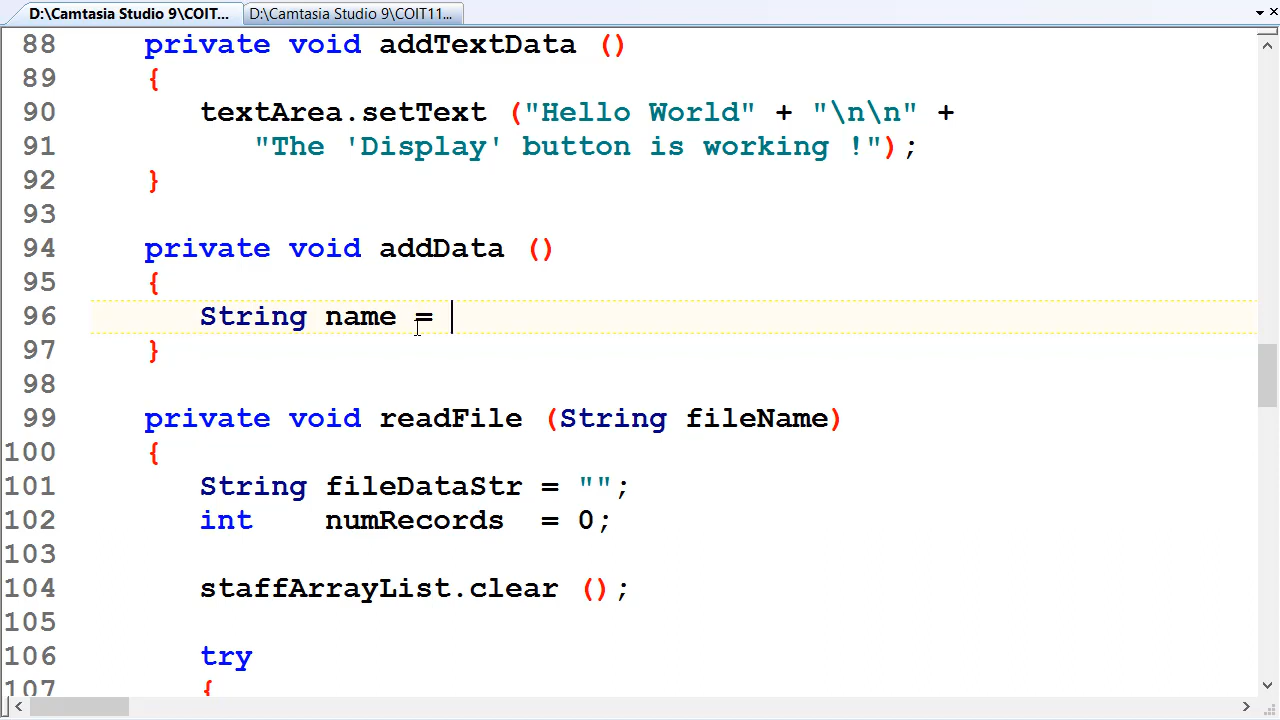 D:\Camtasia Studio 9\COIT... D:\Camtasia Studio 9\COIT11...
88 private void addTextData ()
89 {
90 textArea.setText ("Hello World" + "\n\n" +
91 "The 'Display' button is working !");
92 }
93
94 private void addData ()
95 {
96 String name =
97 }
98
99 private void readFile (String fileName)
100 {
101 String fileDataStr = "";
102 int numRecords = 0;
103
104 staffArrayList.clear ();
105
106 try
107 {